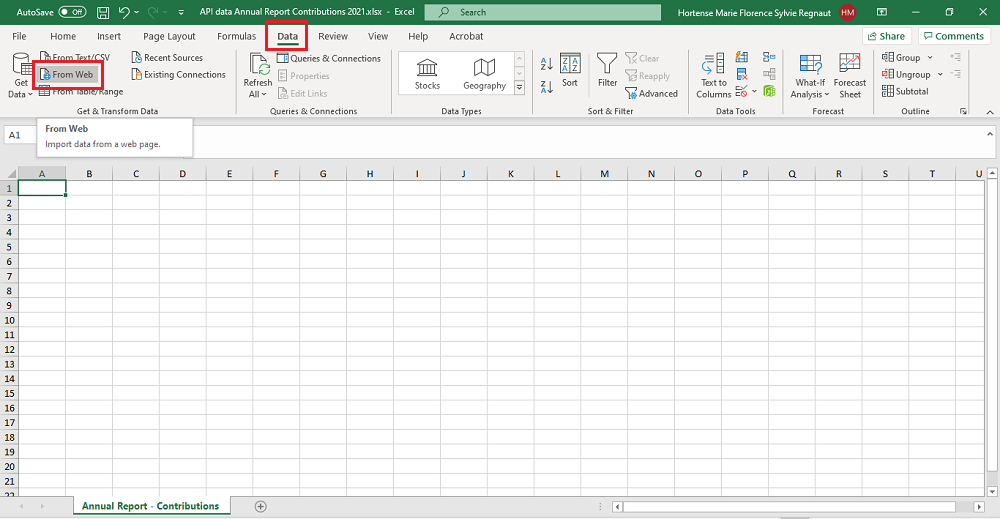 AutoSave Off API data Annual Report Contributions 2021.xlsx - Excel Search Hortense Marie Florence Sylvie Regnaut HM
File Home Insert Page Layout Formulas Data Review View Help Acrobat Share Comments
From Text/CSV Recent Sources Queries & Connections Clear Group
Get Data From Web Existing Connections Refresh All Properties Stocks Geography Sort Filter Reapply Text to Columns What-If Analysis Forecast Sheet Ungroup
From Table/Range Edit Links Advanced Subtotal
Get & Transform Data Queries & Connections Data Types Sort & Filter Data Tools Forecast Outline
A1 From Web
Import data from a web page.
A B C D E F G H I J K L M N O P Q R S T U
1
2
3
4
5
6
7
8
9
10
11
12
13
14
15
16
17
18
19
20
21
22
Annual Report - Contributions